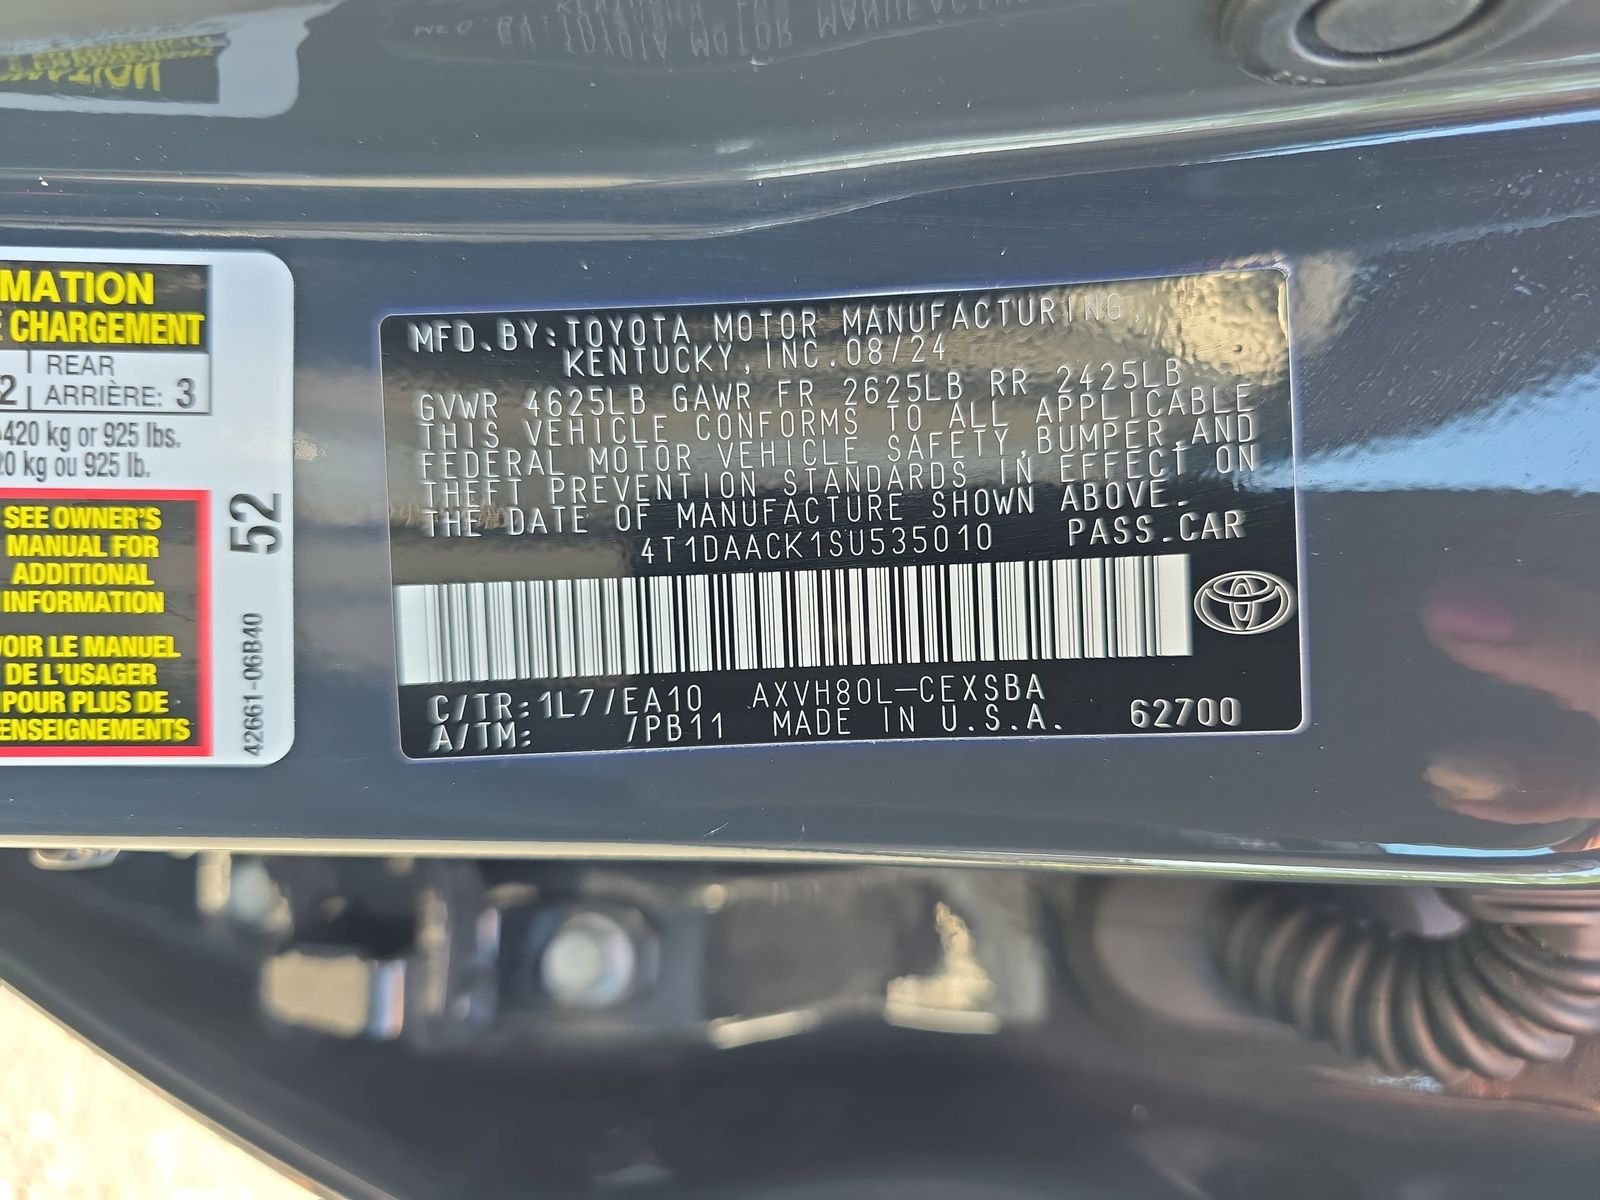 MATION
E CHARGEMENT
REAR
2 ARRIÈRE: 3
420 kg or 925 lbs.
0 kg ou 925 lb.
SEE OWNER'S
MANUAL FOR
ADDITIONAL
INFORMATION
VOIR LE MANUEL
DE L'USAGER
POUR PLUS DE
RENSEIGNEMENTS
52
42661-06B40
MFD.BY:TOYOTA MOTOR MANUFACTURING,
KENTUCKY, INC.08/24
GVWR 4625LB GAWR FR 2625LB RR 2425LB
THIS VEHICLE CONFORMS TO ALL APPLICABLE
FEDERAL MOTOR VEHICLE SAFETY,BUMPER,AND
THEFT PREVENTION STANDARDS IN EFFECT ON
THE DATE OF MANUFACTURE SHOWN ABOVE.
4T1DAACK1SU535010 PASS.CAR
C/TR:1L7/EA10 AXVH80L-CEXSBA
A/TM: /PB11 MADE IN U.S.A. 62700